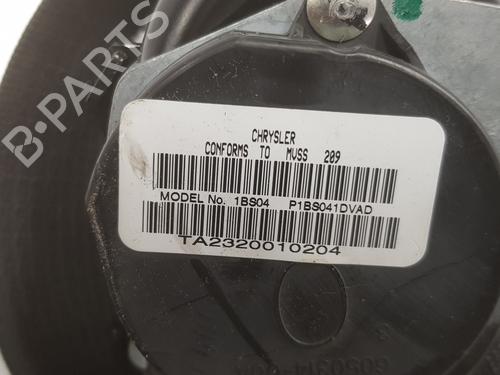 B-PARTS
CHRYSLER
CONFORMS TO MVSS 209
MODEL No. 1BS04 P1BS041DVAD
TA2320010204